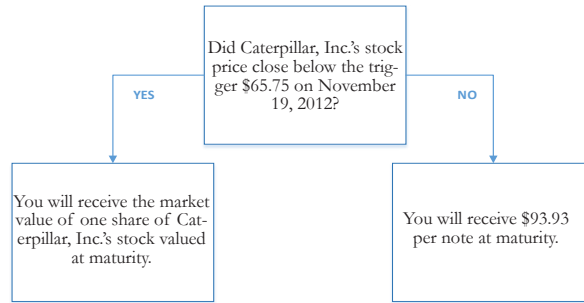 Did Caterpillar, Inc.'s stock
price close below the trig-
ger $65.75 on November
19, 2012?
YES
NO
You will receive the market
value of one share of Cat-
erpillar, Inc.'s stock valued
at maturity.
You will receive $93.93
per note at maturity.